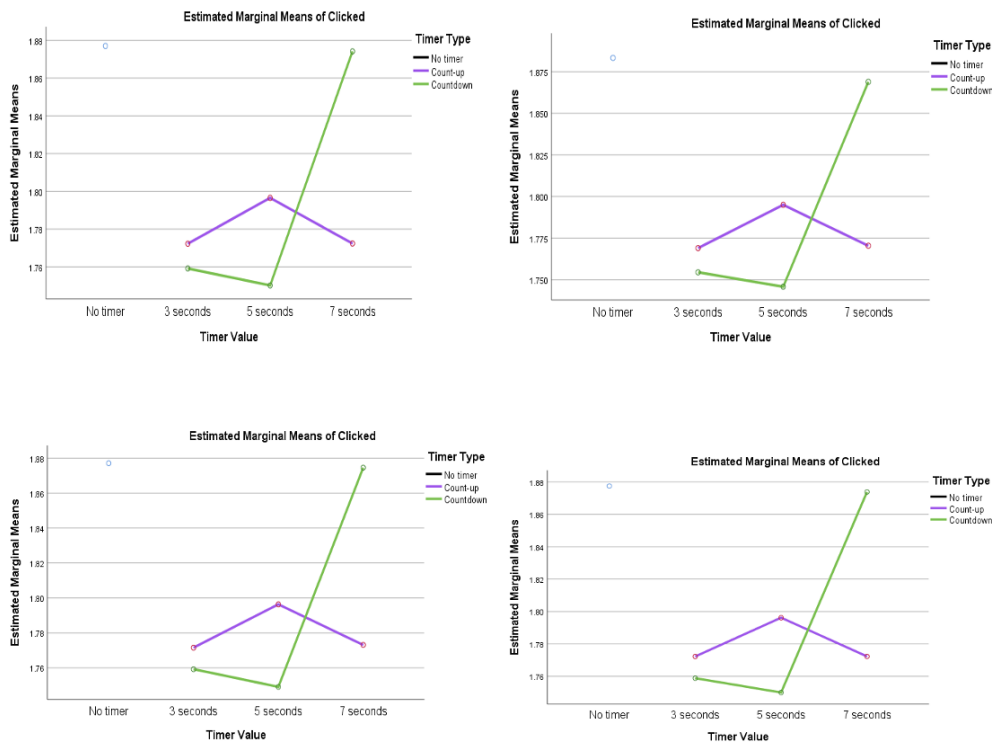 Estimated Marginal Means of Clicked
Timer Type
No timer
Count-up
Countdown
Estimated Marginal Means
1.88
1.86
1.84
1.82
1.80
1.78
1.76
No timer
3 seconds
5 seconds
7 seconds
Timer Value
Estimated Marginal Means of Clicked
Timer Type
No timer
Count-up
Countdown
Estimated Marginal Means
1.875
1.850
1.825
1.800
1.775
1.750
No timer
3 seconds
5 seconds
7 seconds
Timer Value
Estimated Marginal Means of Clicked
Timer Type
No timer
Count-up
Countdown
Estimated Marginal Means
1.88
1.86
1.84
1.82
1.80
1.78
1.76
No timer
3 seconds
5 seconds
7 seconds
Timer Value
Estimated Marginal Means of Clicked
Timer Type
No timer
Count-up
Countdown
Estimated Marginal Means
1.88
1.86
1.84
1.82
1.80
1.78
1.76
No timer
3 seconds
5 seconds
7 seconds
Timer Value